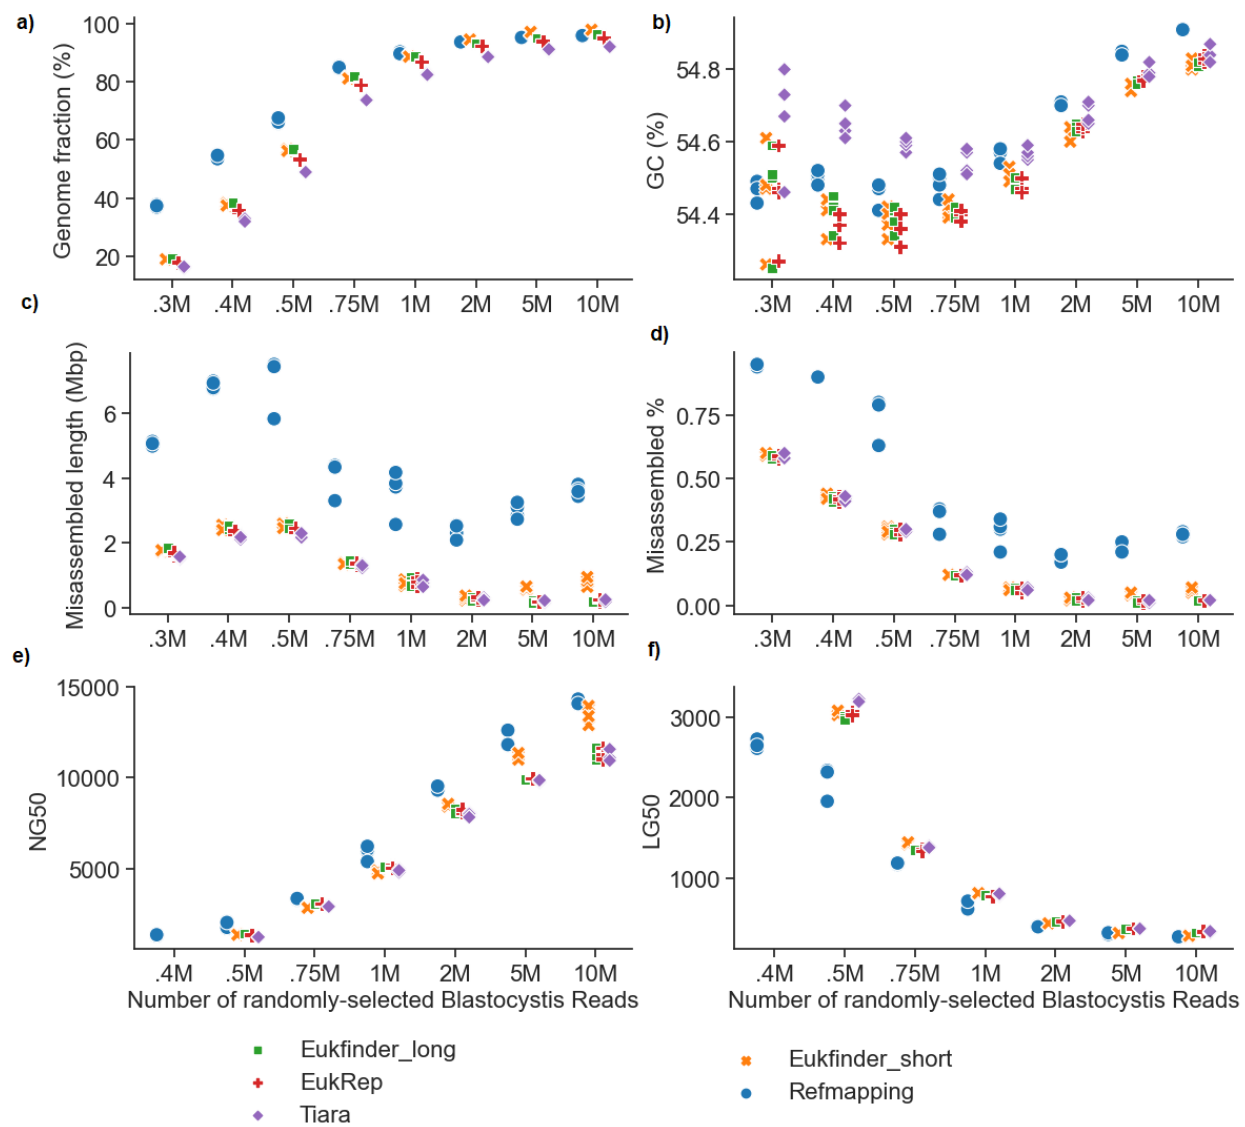 a)
Genome fraction (%)
100
80
60
40
20
.3M .4M .5M .75M 1M 2M 5M 10M
b)
GC (%)
54.8
54.6
54.4
.3M .4M .5M .75M 1M 2M 5M 10M
c)
Misassembled length (Mbp)
6
4
2
0
.3M .4M .5M .75M 1M 2M 5M 10M
d)
Misassembled %
0.75
0.50
0.25
0.00
.3M .4M .5M .75M 1M 2M 5M 10M
e)
NG50
15000
10000
5000
.4M .5M .75M 1M 2M 5M 10M
Number of randomly-selected Blastocystis Reads
f)
LG50
3000
2000
1000
.4M .5M .75M 1M 2M 5M 10M
Number of randomly-selected Blastocystis Reads
Eukfinder_long
EukRep
Tiara
Eukfinder_short
Refmapping